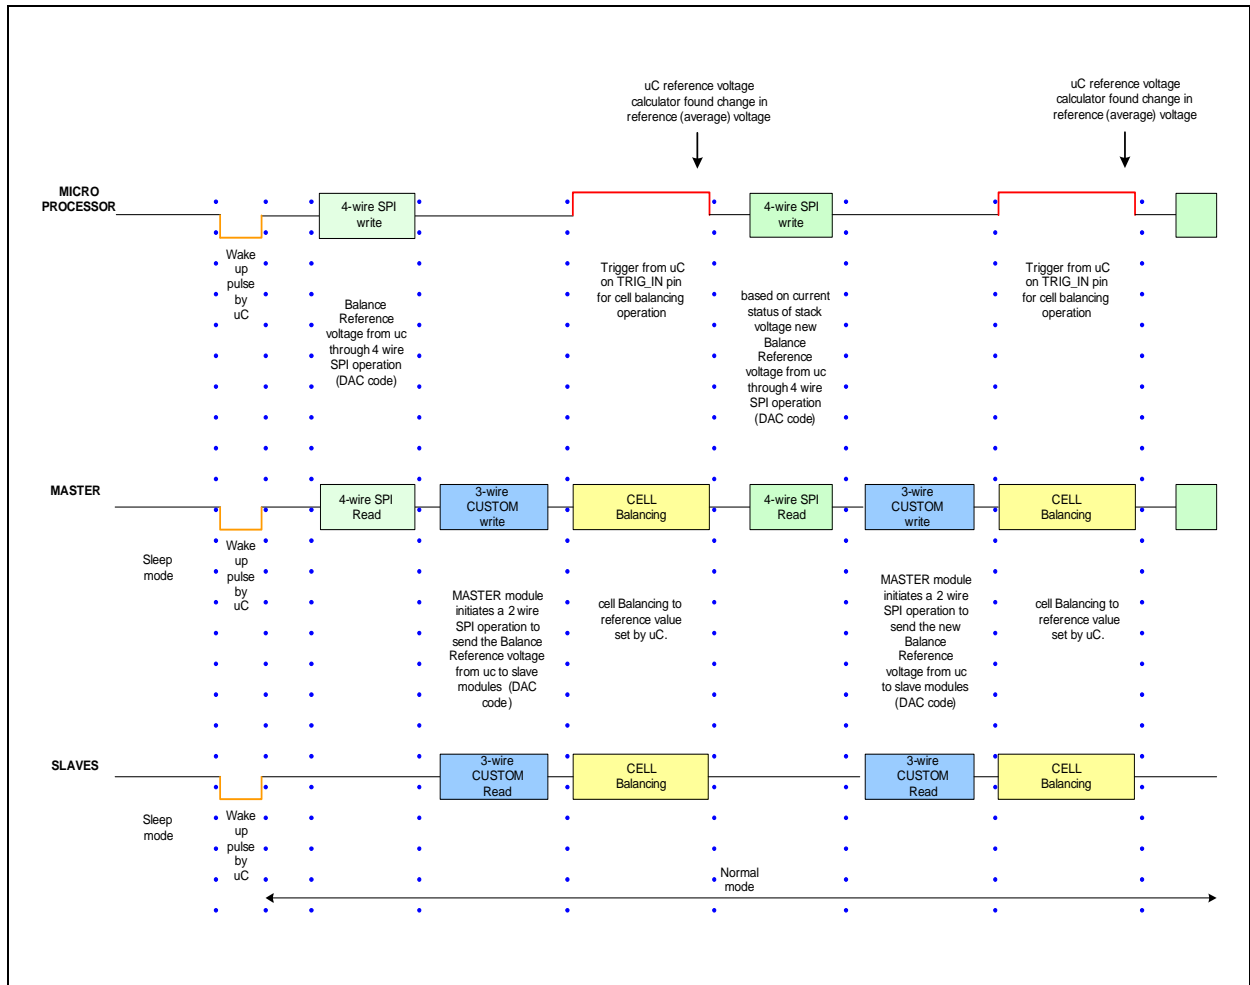 uC reference voltage
calculator found change in
reference (average) voltage
uC reference voltage
calculator found change in
reference (average) voltage
MICRO
PROCESSOR
4-wire SPI
write
4-wire SPI
write
Wake
up
pulse
by
uC
Balance
Reference
voltage from uc
through 4 wire
SPI operation
(DAC code)
Trigger from uC
on TRIG_IN pin
for cell balancing
operation
based on current
status of stack
voltage new
Balance
Reference
voltage from uc
through 4 wire
SPI operation
(DAC code)
Trigger from uC
on TRIG_IN pin
for cell balancing
operation
MASTER
4-wire SPI
Read
3-wire
CUSTOM
write
CELL
Balancing
4-wire SPI
Read
3-wire
CUSTOM
write
CELL
Balancing
Sleep
mode
Wake
up
pulse
by
uC
MASTER module
initiates a 2 wire
SPI operation to
send the Balance
Reference voltage
from uc to slave
modules (DAC
code )
cell Balancing to
reference value
set by uC.
MASTER module
initiates a 2 wire
SPI operation to
send the new
Balance
Reference
voltage from uc
to slave modules
(DAC code)
cell Balancing to
reference value
set by uC.
SLAVES
3-wire
CUSTOM
Read
CELL
Balancing
3-wire
CUSTOM
Read
CELL
Balancing
Sleep
mode
Wake
up
pulse
by
uC
Normal
mode